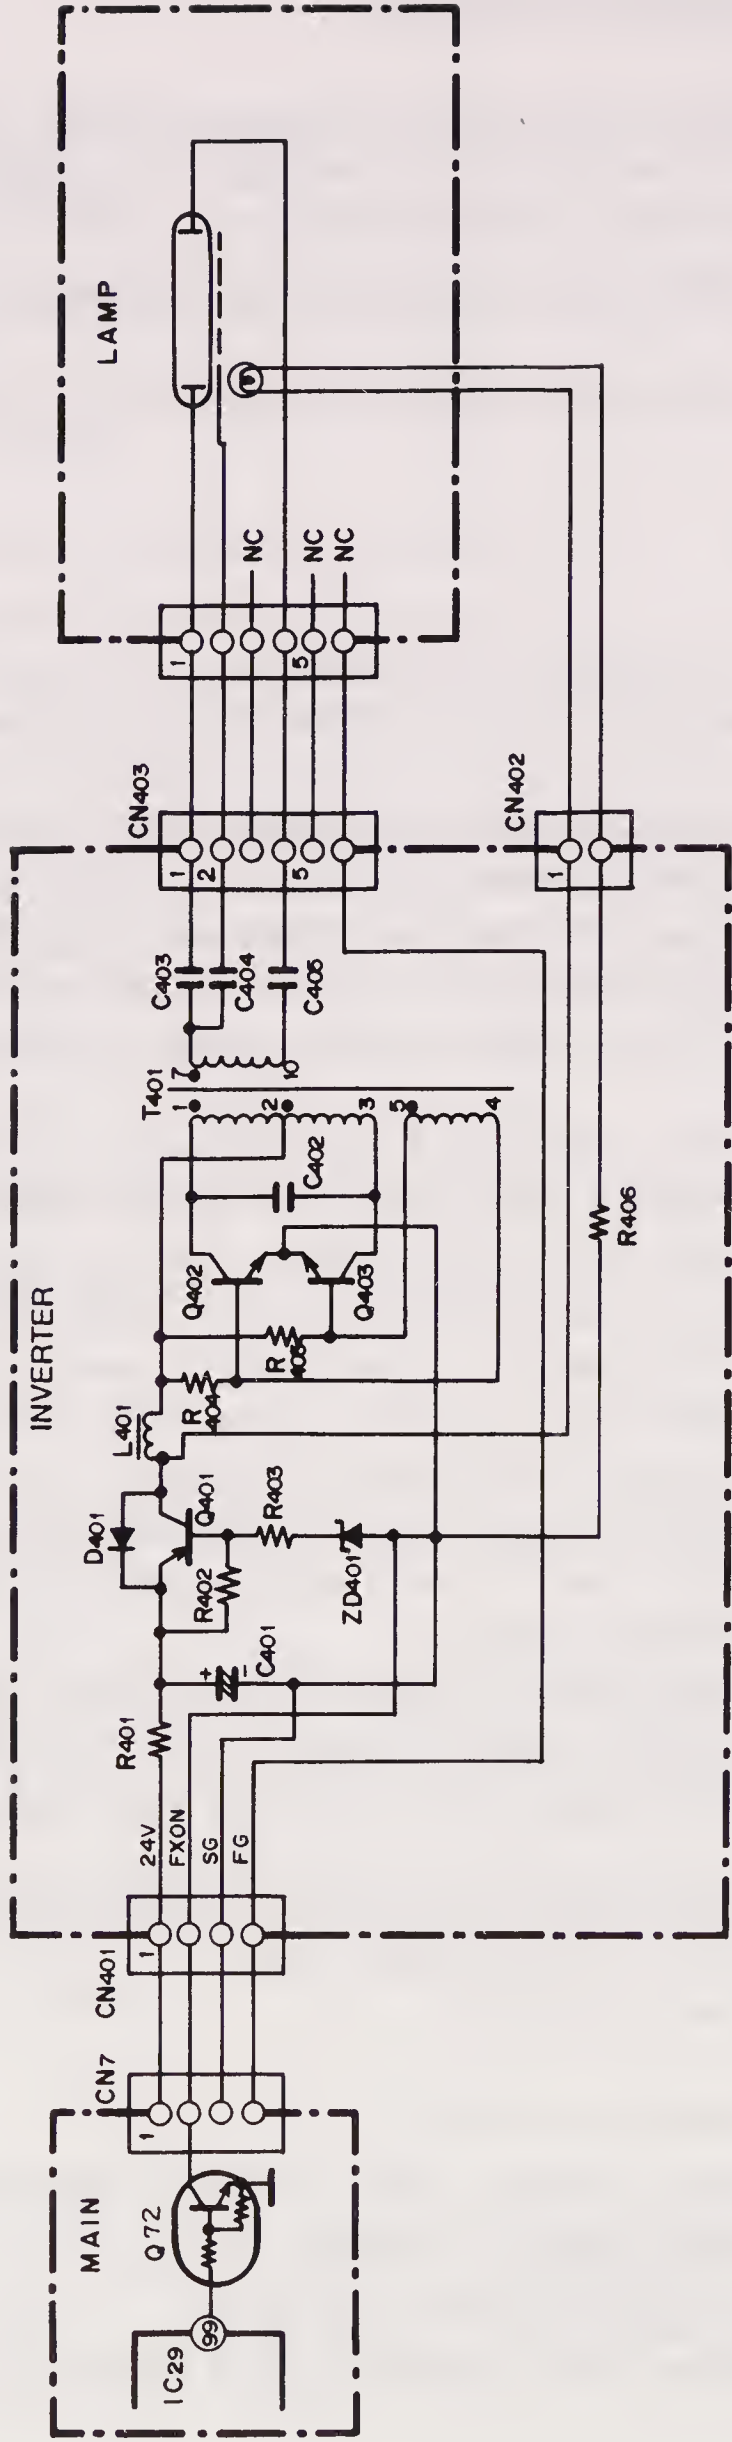 MAIN
IC29
99
Q72
CN7
1
CN401
1
INVERTER
24V
FXON
SG
FG
R401
+
-
C401
D401
R402
Q401
R403
ZD401
L401
R
404
R
405
Q402
Q403
C402
T401
1
2
3
5
4
7
10
C403
C404
C405
R406
CN403
1
2
5
CN402
1
LAMP
1
5
NC
NC
NC